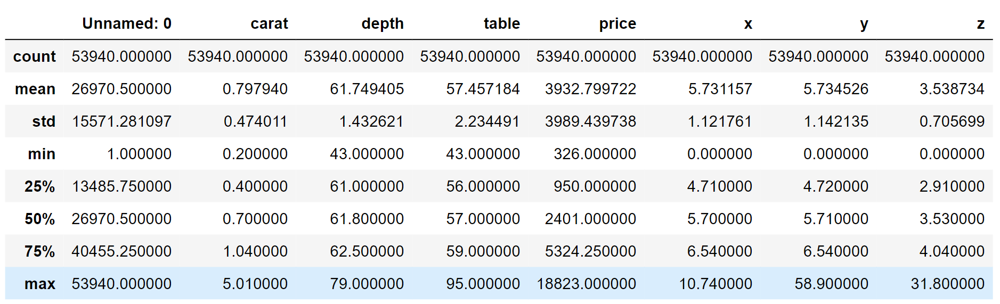 Unnamed: 0 carat depth table price x y z
count 53940.000000 53940.000000 53940.000000 53940.000000 53940.000000 53940.000000 53940.000000 53940.000000
mean 26970.500000 0.797940 61.749405 57.457184 3932.799722 5.731157 5.734526 3.538734
std 15571.281097 0.474011 1.432621 2.234491 3989.439738 1.121761 1.142135 0.705699
min 1.000000 0.200000 43.000000 43.000000 326.000000 0.000000 0.000000 0.000000
25% 13485.750000 0.400000 61.000000 56.000000 950.000000 4.710000 4.720000 2.910000
50% 26970.500000 0.700000 61.800000 57.000000 2401.000000 5.700000 5.710000 3.530000
75% 40455.250000 1.040000 62.500000 59.000000 5324.250000 6.540000 6.540000 4.040000
max 53940.000000 5.010000 79.000000 95.000000 18823.000000 10.740000 58.900000 31.800000